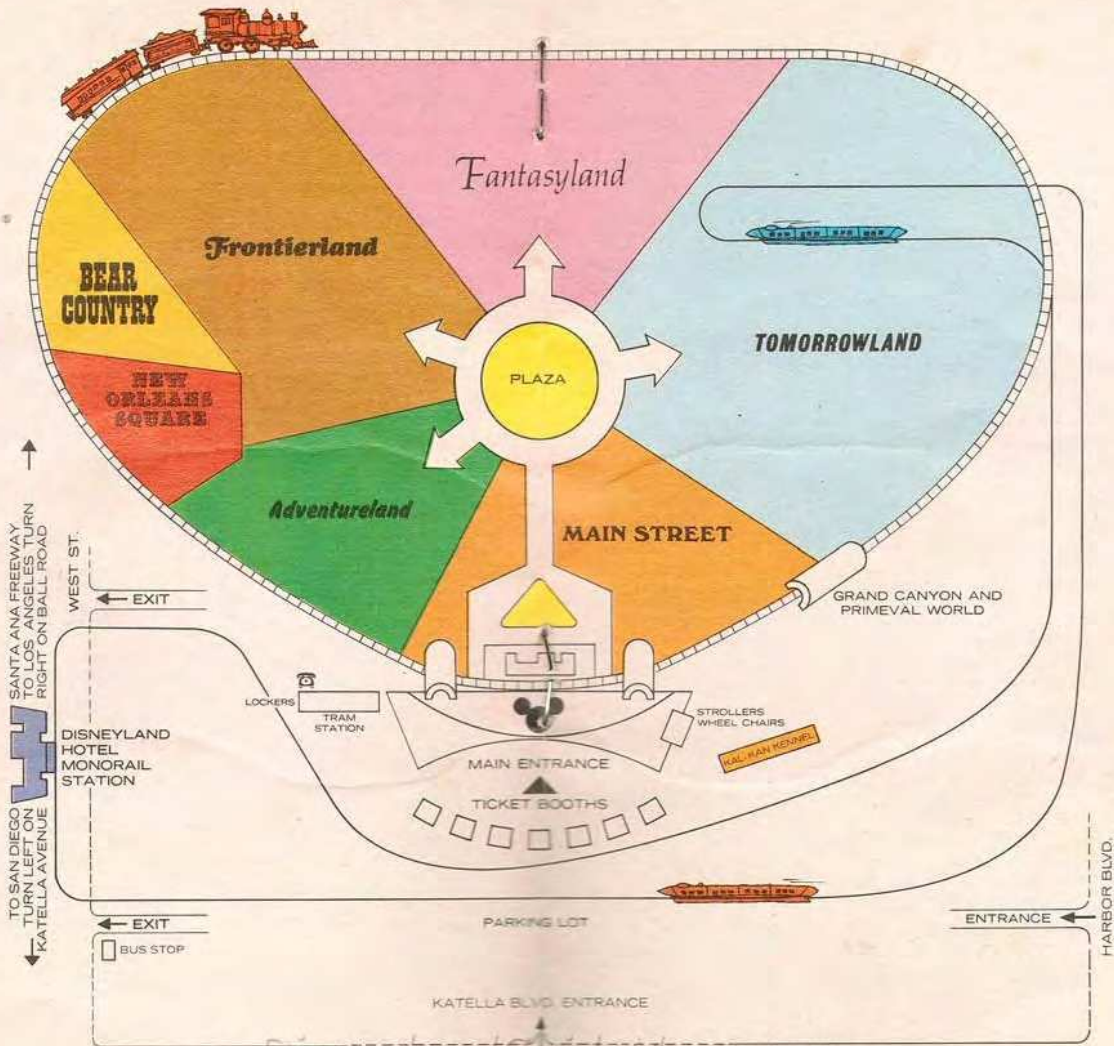 Fantasyland
Frontierland
BEAR
COUNTRY
TOMORROWLAND
PLAZA
NEW
ORLEANS
SQUARE
Adventureland
MAIN STREET
GRAND CANYON AND
PRIMEVAL WORLD
SANTA ANA FREEWAY
TO LOS ANGELES TURN
RIGHT ON BALL ROAD
WEST ST.
EXIT
LOCKERS
TRAM
STATION
STROLLERS
WHEEL CHAIRS
KAL-KAN KENNEL
DISNEYLAND
HOTEL
MONORAIL
STATION
MAIN ENTRANCE
TICKET BOOTHS
TO SAN DIEGO
TURN LEFT ON
KATELLA AVENUE
EXIT
BUS STOP
PARKING LOT
ENTRANCE
HARBOR BLVD.
KATELLA BLVD. ENTRANCE